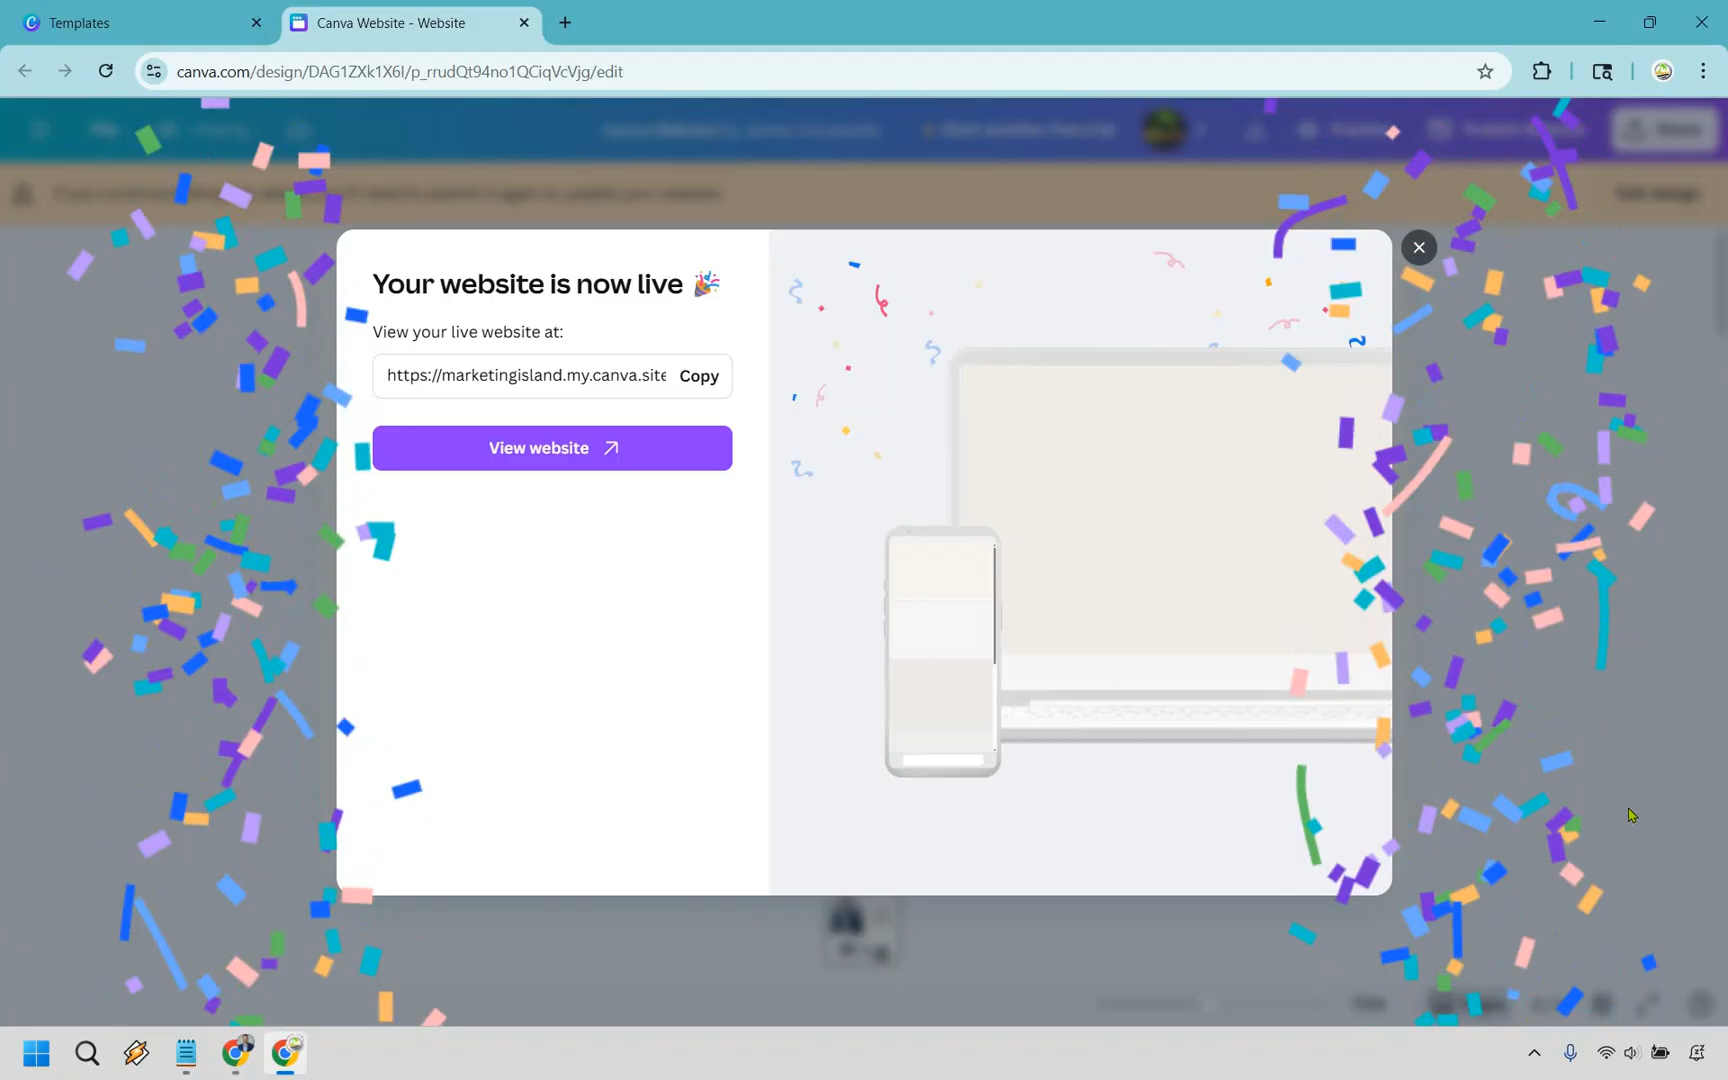 Templates
Canva Website - Website
canva.com/design/DAG1ZXk1X6I/p_rrudQt94no1QCiqVcVjg/edit
Your website is now live
View your live website at:
https://marketingisland.my.canva.site
Copy
View website